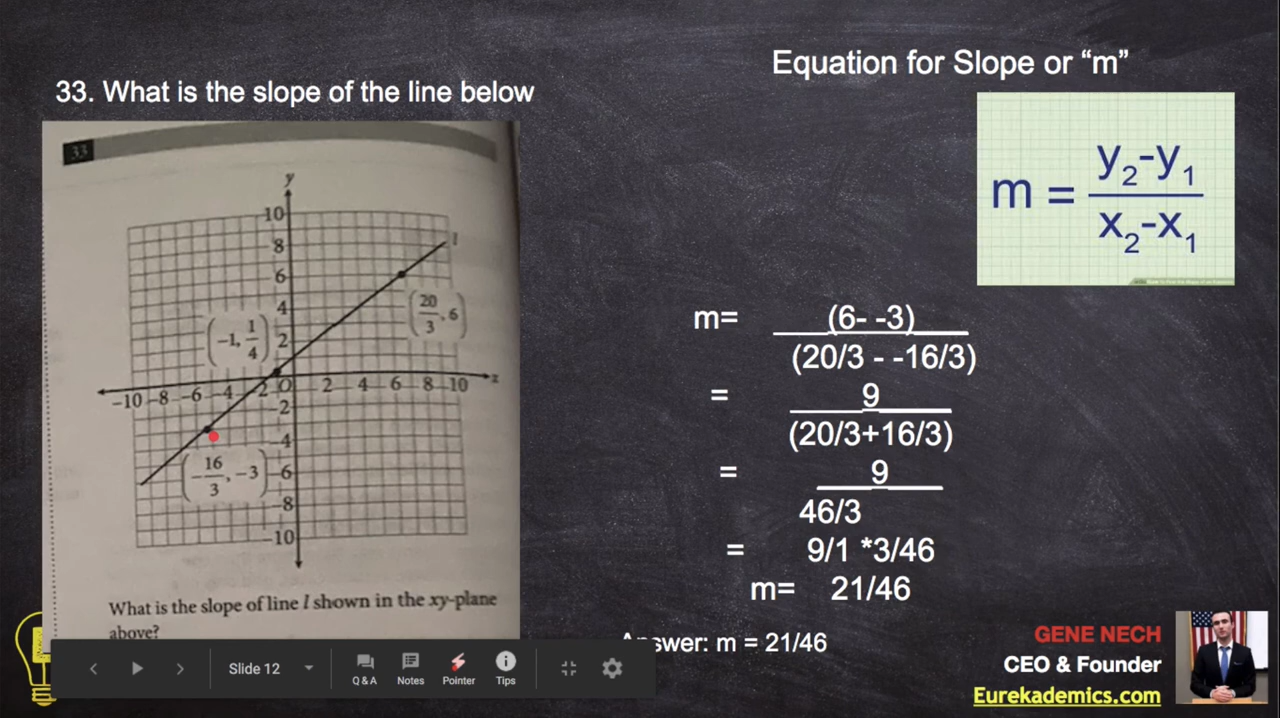 Equation for Slope or “m”
33. What is the slope of the line below
m = y2-y1
x2-x1
33
y
10
8
6
4
2
l
(20/3, 6)
(-1, 1/4)
-10 -8 -6 -4 -2 O 2 4 6 8 10 x
-2
-4
-6
-8
-10
(-16/3, -3)
What is the slope of line l shown in the xy-plane
above?
m= (6- -3)
(20/3 - -16/3)
= 9
(20/3+16/3)
= 9
46/3
= 9/1 *3/46
m= 21/46
swer: m = 21/46
GENE NECH
CEO & Founder
Eurekademics.com
Slide 12
Q & A
Notes
Pointer
Tips